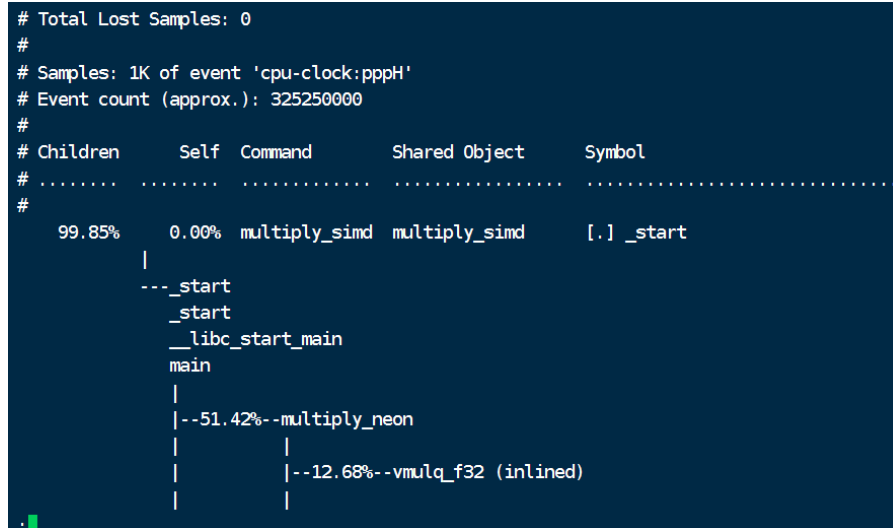 # Total Lost Samples: 0
#
# Samples: 1K of event 'cpu-clock:pppH'
# Event count (approx.): 325250000
#
# Children      Self  Command        Shared Object      Symbol
# ........  ........  .............  .................  ...............................
#
    99.85%     0.00%  multiply_simd  multiply_simd      [.] _start
            |
            ---_start
               _start
               __libc_start_main
               main
               |
               |--51.42%--multiply_neon
               |          |
               |          |--12.68%--vmulq_f32 (inlined)
               |          |
.